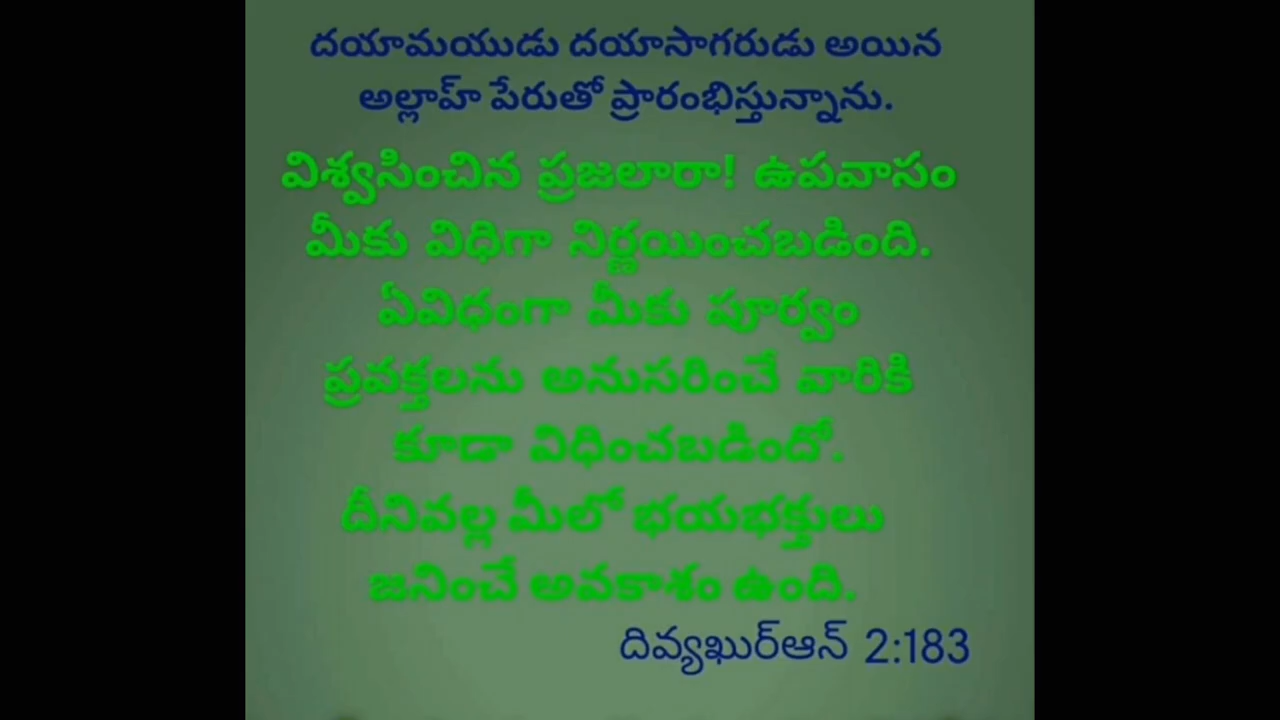 దయామయుడు దయాసాగరుడు అయిన
అల్లాహ్ పేరుతో ప్రారంభిస్తున్నాను.
విశ్వసించిన ప్రజలారా! ఉపవాసం
మీకు విధిగా నిర్ణయించబడింది.
ఏవిధంగా మీకు పూర్వం
ప్రవక్తలను అనుసరించే వారికి
కూడా విధించబడిందో.
దీనివల్ల మీలో భయభక్తులు
జనించే అవకాశం ఉంది.
దివ్యఖుర్ఆన్ 2:183